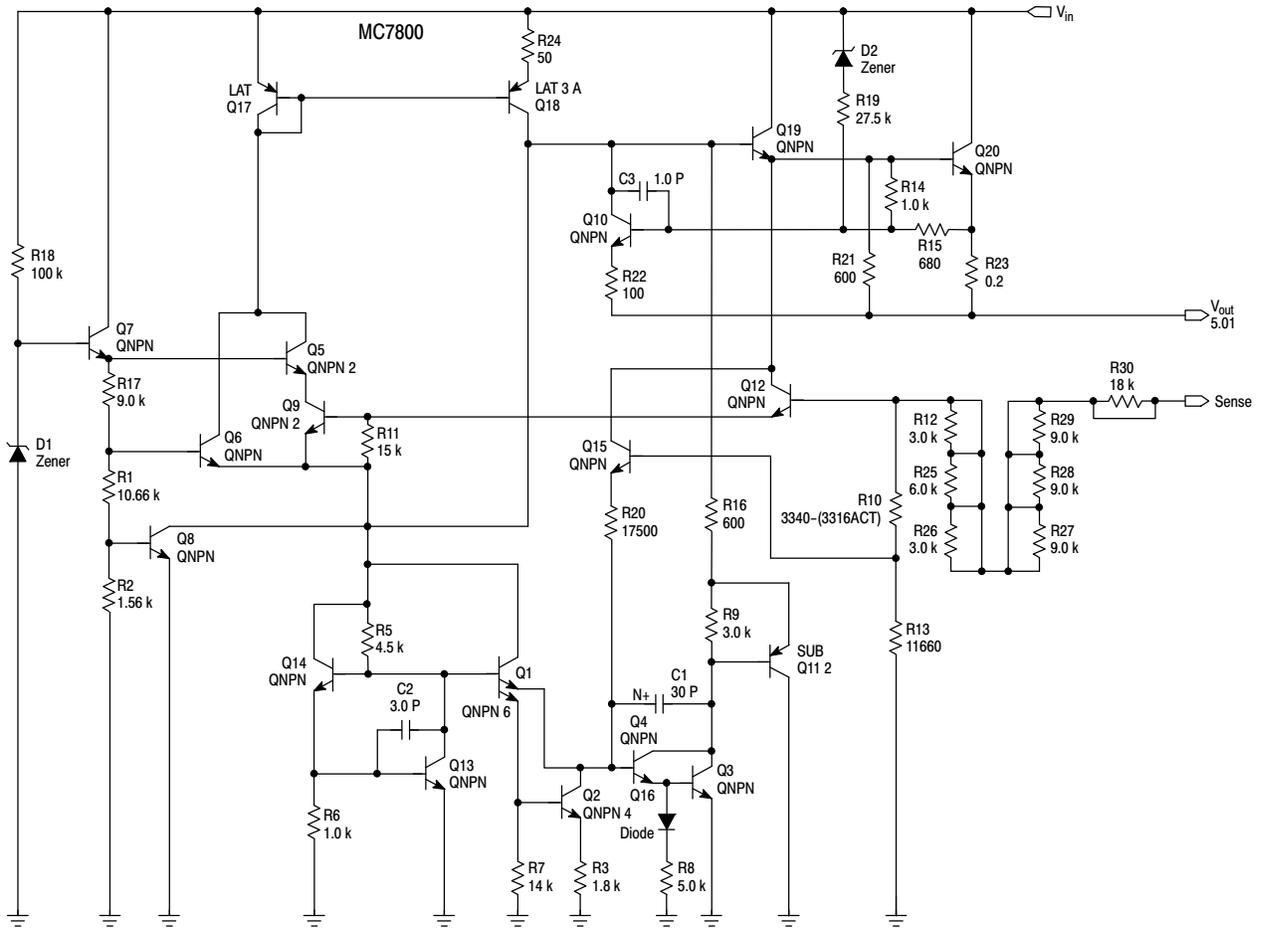 MC7800
Vin
R24
50
D2
Zener
LAT
Q17
LAT 3 A
Q18
R19
27.5 k
Q19
QNPN
Q20
QNPN
C3 1.0 P
R14
1.0 k
Q10
QNPN
R18
100 k
R15
680
R21
600
R22
100
R23
0.2
Vout
5.01
Q7
QNPN
Q5
QNPN 2
R17
9.0 k
Q12
QNPN
R30
18 k
Sense
Q9
QNPN 2
R11
15 k
R12
3.0 k
R29
9.0 k
D1
Zener
Q6
QNPN
Q15
QNPN
R1
10.66 k
R25
6.0 k
R28
9.0 k
R20
17500
R16
600
R10
3340-(3316ACT)
R26
3.0 k
R27
9.0 k
Q8
QNPN
R2
1.56 k
R5
4.5 k
R9
3.0 k
R13
11660
Q14
QNPN
Q1
QNPN 6
SUB
Q11 2
C2
3.0 P
N+
C1
30 P
Q4
QNPN
Q13
QNPN
Q2
QNPN 4
Q16
Q3
QNPN
R6
1.0 k
Diode
R7
14 k
R3
1.8 k
R8
5.0 k